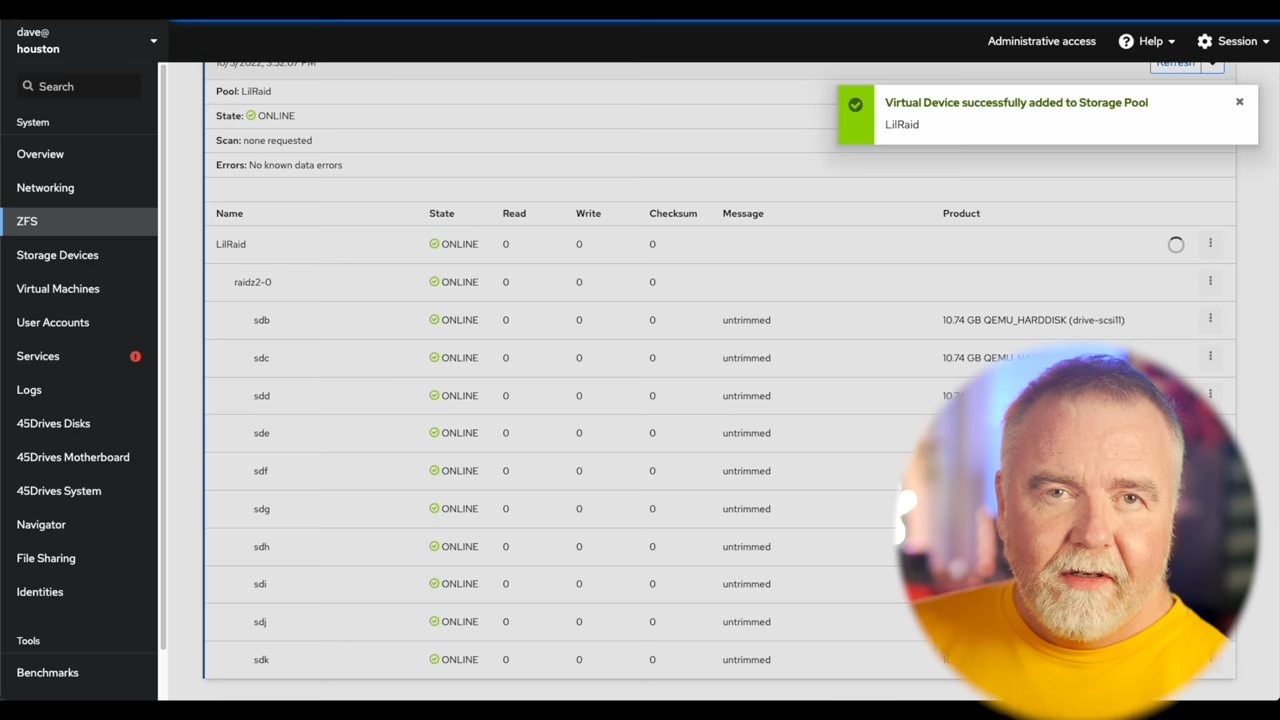 dave@
houston
Administrative access
Help
Session
Search
System
Overview
Networking
ZFS
Storage Devices
Virtual Machines
User Accounts
Services
Logs
45Drives Disks
45Drives Motherboard
45Drives System
Navigator
File Sharing
Identities
Tools
Benchmarks
Refresh
Pool: LilRaid
State: ONLINE
Scan: none requested
Errors: No known data errors
Virtual Device successfully added to Storage Pool
LilRaid
Name State Read Write Checksum Message Product
LilRaid ONLINE 0 0 0
raidz2-0 ONLINE 0 0 0
sdb ONLINE 0 0 0 untrimmed 10.74 GB QEMU_HARDDISK (drive-scsi11)
sdc ONLINE 0 0 0 untrimmed 10.74 GB
sdd ONLINE 0 0 0 untrimmed
sde ONLINE 0 0 0 untrimmed
sdf ONLINE 0 0 0 untrimmed
sdg ONLINE 0 0 0 untrimmed
sdh ONLINE 0 0 0 untrimmed
sdi ONLINE 0 0 0 untrimmed
sdj ONLINE 0 0 0 untrimmed
sdk ONLINE 0 0 0 untrimmed